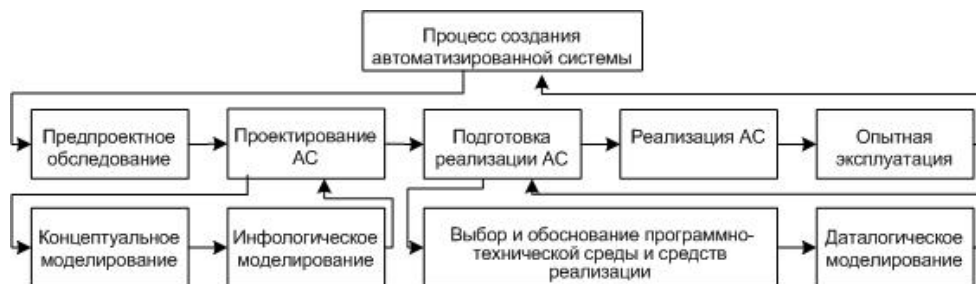 Процесс создания
автоматизированной системы
Предпроектное
обследование
Проектирование
АС
Подготовка
реализации АС
Реализация АС
Опытная
эксплуатация
Концептуальное
моделирование
Инфологическое
моделирование
Выбор и обоснование программно-
технической среды и средств
реализации
Даталогическое
моделирование